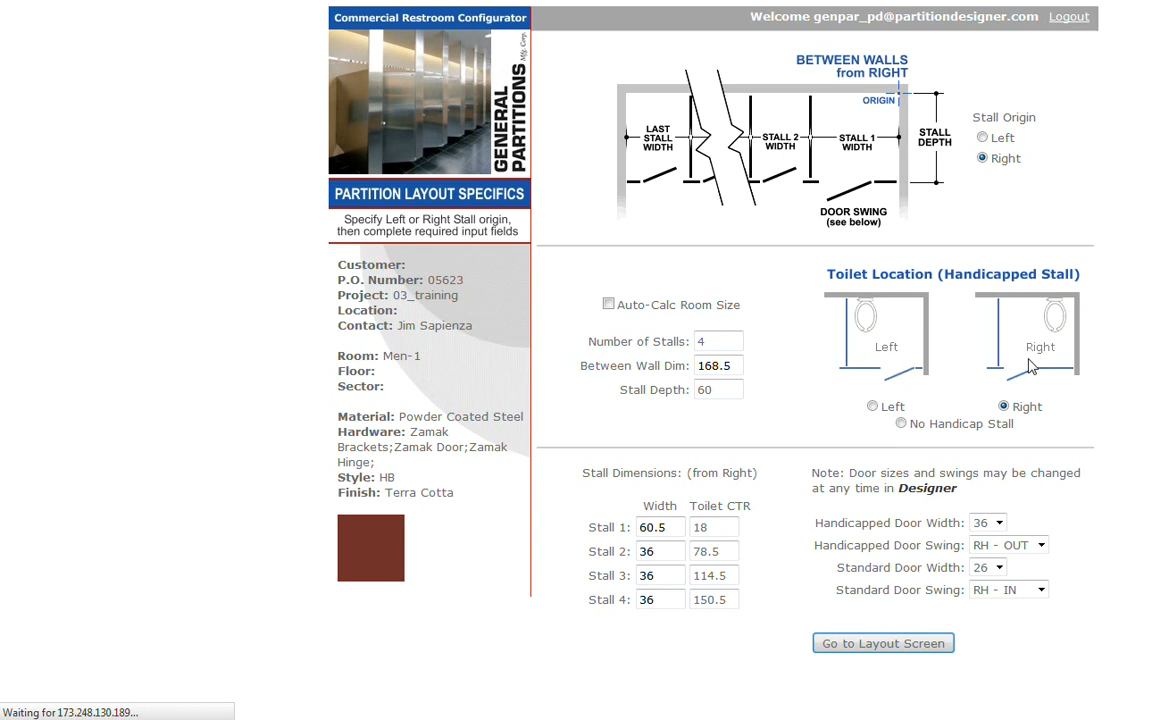 Commercial Restroom Configurator
GENERAL
PARTITIONS Mfg. Corp.
PARTITION LAYOUT SPECIFICS
Specify Left or Right Stall origin,
then complete required input fields
Customer:
P.O. Number: 05623
Project: 03_training
Location:
Contact: Jim Sapienza
Room: Men-1
Floor:
Sector:
Material: Powder Coated Steel
Hardware: Zamak
Brackets;Zamak Door;Zamak
Hinge;
Style: HB
Finish: Terra Cotta
Welcome genpar_pd@partitiondesigner.com Logout
BETWEEN WALLS
from RIGHT
ORIGIN
LAST
STALL
WIDTH
STALL 2
WIDTH
STALL 1
WIDTH
STALL
DEPTH
DOOR SWING
(see below)
Stall Origin
Left
Right
Auto-Calc Room Size
Number of Stalls: 4
Between Wall Dim: 168.5
Stall Depth: 60
Toilet Location (Handicapped Stall)
Left
Right
Left
Right
No Handicap Stall
Stall Dimensions: (from Right)
Width Toilet CTR
Stall 1: 60.5 18
Stall 2: 36 78.5
Stall 3: 36 114.5
Stall 4: 36 150.5
Note: Door sizes and swings may be changed
at any time in Designer
Handicapped Door Width: 36
Handicapped Door Swing: RH - OUT
Standard Door Width: 26
Standard Door Swing: RH - IN
Go to Layout Screen
Waiting for 173.248.130.189...